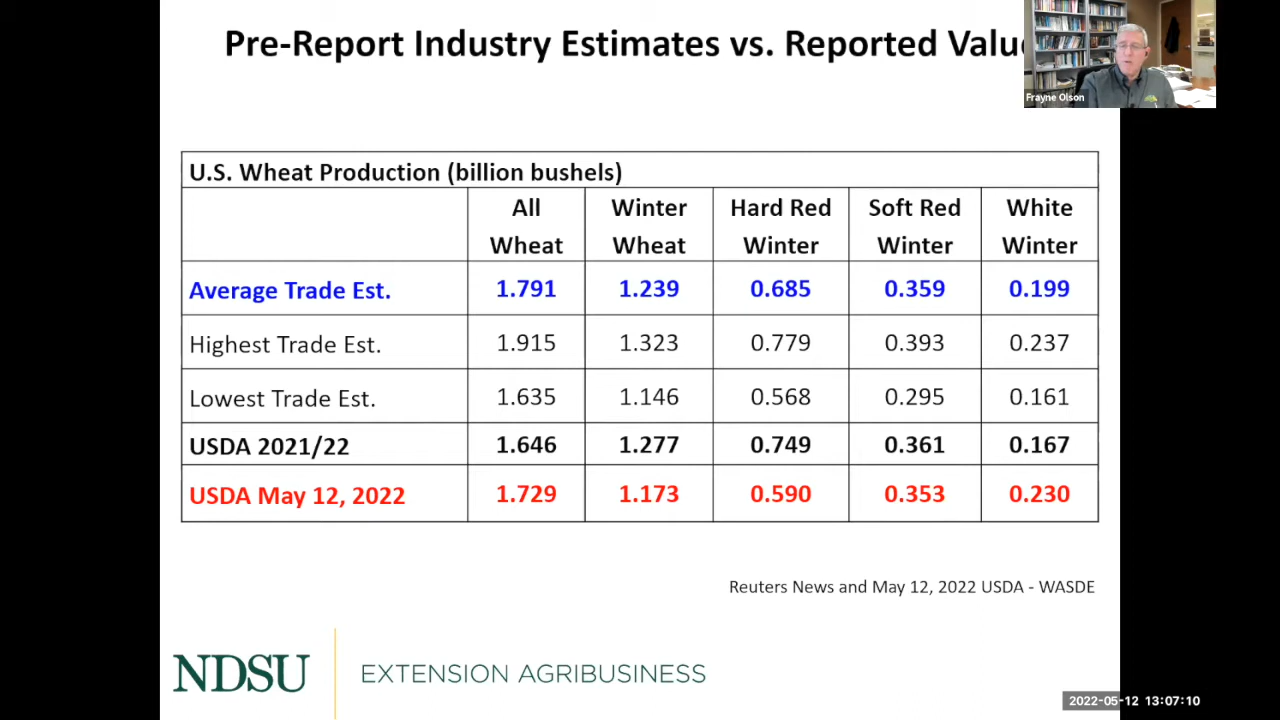 Pre-Report Industry Estimates vs. Reported Valu
Frayne Olson
U.S. Wheat Production (billion bushels)
All Wheat Winter Wheat Hard Red Winter Soft Red Winter White Winter
Average Trade Est. 1.791 1.239 0.685 0.359 0.199
Highest Trade Est. 1.915 1.323 0.779 0.393 0.237
Lowest Trade Est. 1.635 1.146 0.568 0.295 0.161
USDA 2021/22 1.646 1.277 0.749 0.361 0.167
USDA May 12, 2022 1.729 1.173 0.590 0.353 0.230
Reuters News and May 12, 2022 USDA - WASDE
NDSU EXTENSION AGRIBUSINESS
2022-05-12 13:07:10